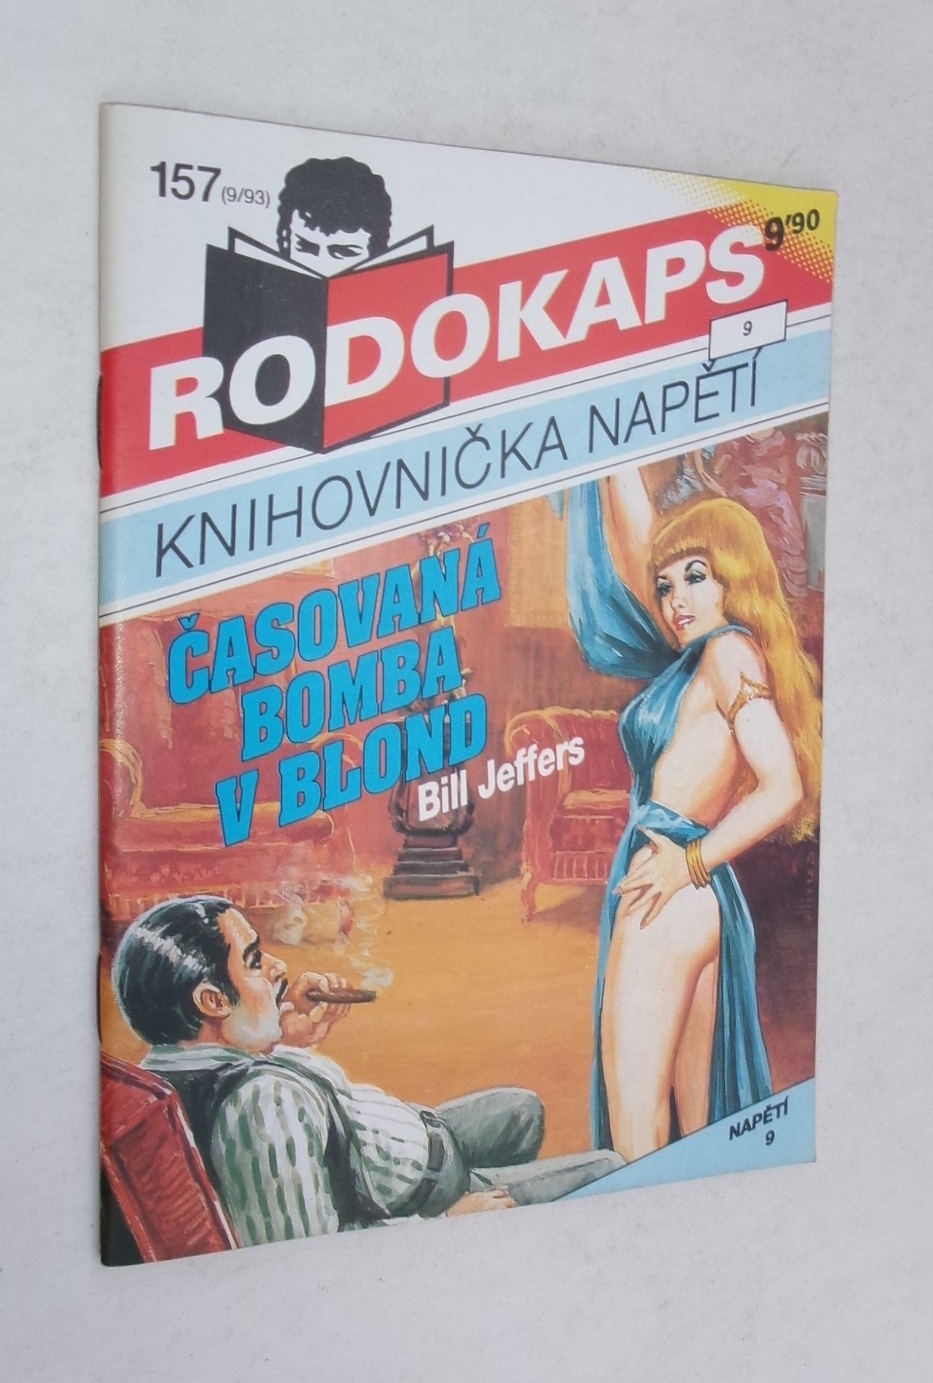 157 (9/93)
9'90
RODOKAPS
9
KNIHOVNIČKA NAPĚTÍ
ČASOVANÁ
BOMBA
V BLOND
Bill Jeffers
NAPĚTÍ
9